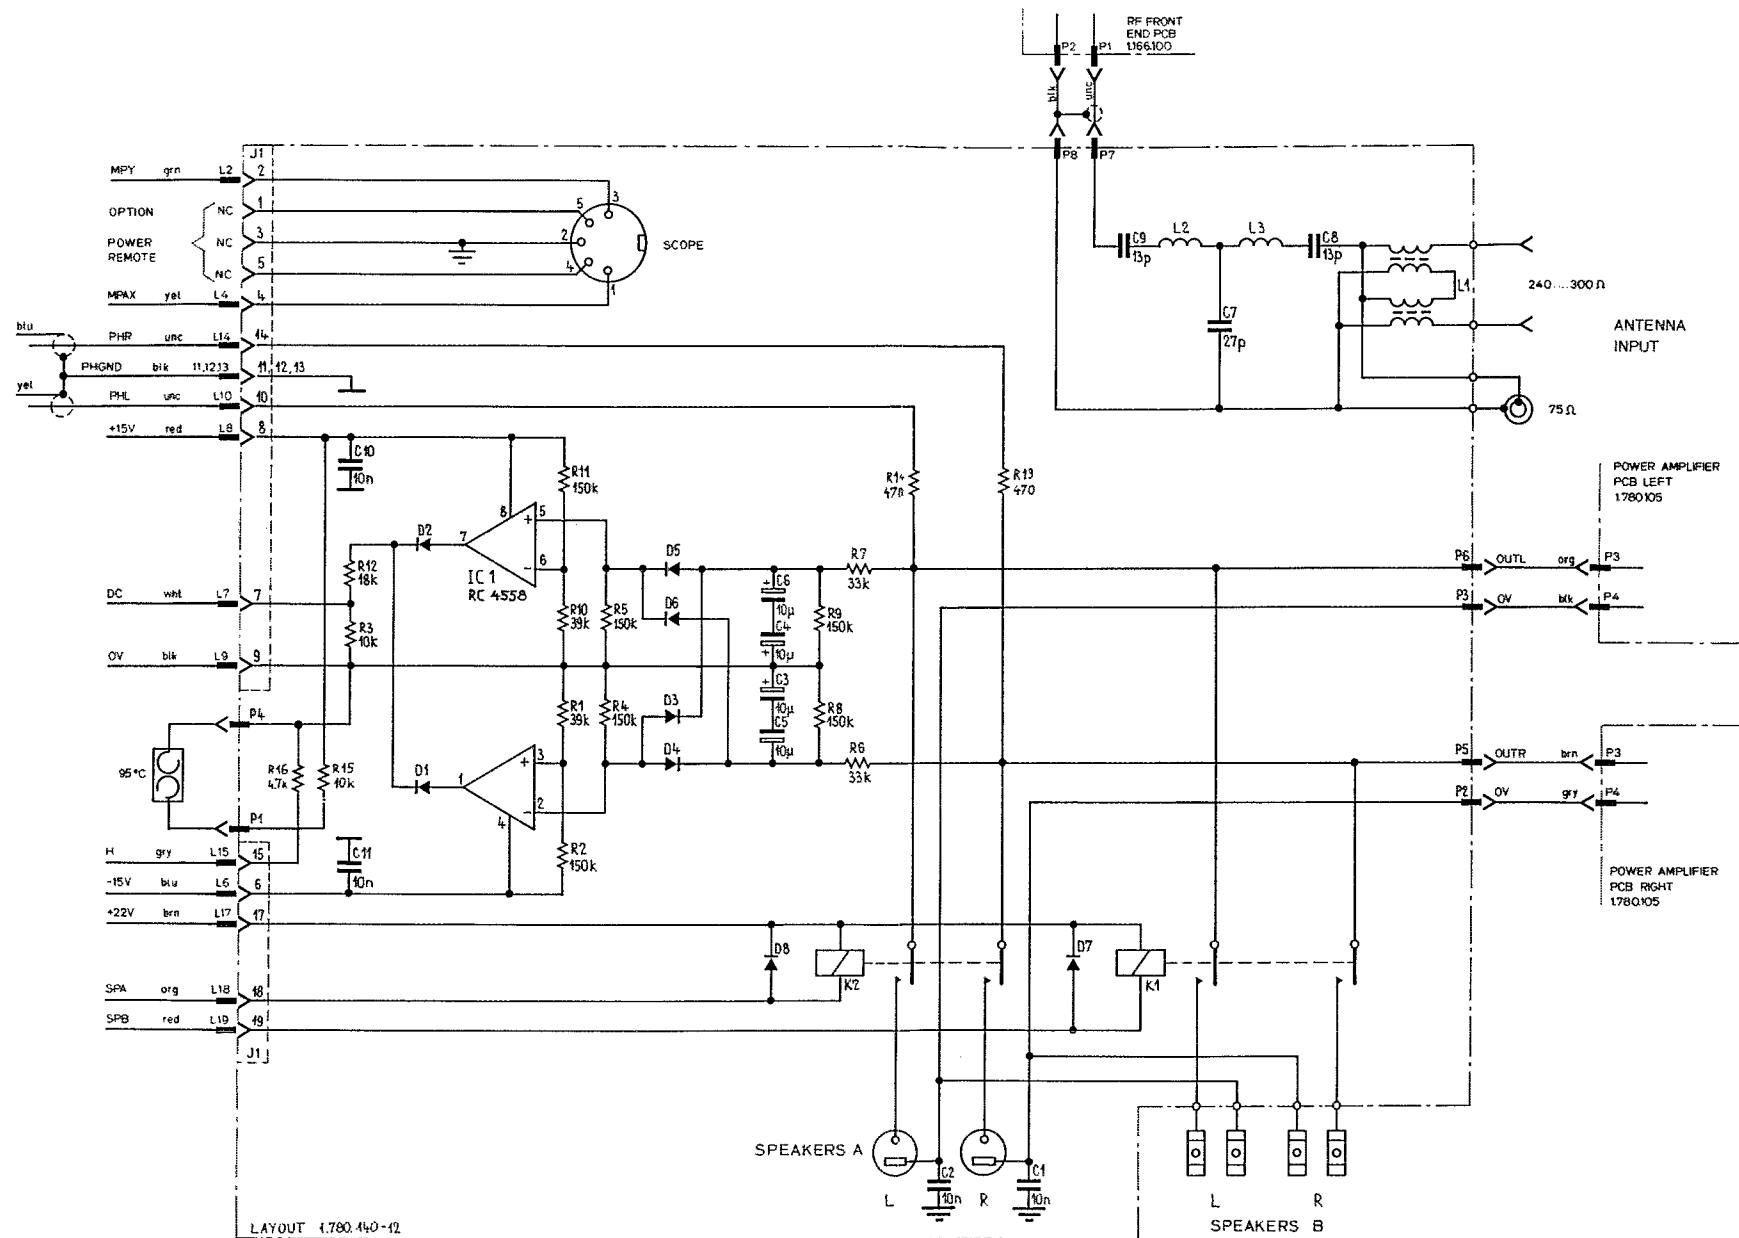 RF FRONT
END PCB
1.166.100
P2
P1
blk
unc
P8
P7
J1
MPY grn L2 2
OPTION NC 1
POWER
REMOTE
NC 3
NC 5
MPAX yel L4 4
3
5
2
4
1
SCOPE
blu
PHR unc L14 14
PHGND blk 11,12,13 11,12,13
yel
PHL unc L10 10
+15V red L8 8
C9
13p
L2
L3
C8
13p
C7
27p
L1
240....300Ω
ANTENNA
INPUT
75Ω
C10
10n
R11
150k
R14
470
R13
470
POWER AMPLIFIER
PCB LEFT
1.780.105
D2
7
8
+
5
-
6
IC 1
RC 4558
R12
18k
R3
10k
R10
39k
R5
150k
D5
D6
+
C6
10µ
C4
+
10µ
R9
150k
R7
33k
P6 OUTL org P3
P3 0V blk P4
DC wht L7 7
0V blk L9 9
P4
95°C
R16
4.7k
R15
10k
P1
R1
39k
R4
150k
D3
D4
+
C3
10µ
C5
10µ
R8
150k
R6
33k
P5 OUTR brn P3
P2 0V gry P4
D1
1
+
3
-
2
4
C11
10n
R2
150k
H gry L15 15
-15V blu L6 6
+22V brn L17 17
POWER AMPLIFIER
PCB RIGHT
1.780.105
D8
K2
D7
K1
SPA org L18 18
SPB red L19 19
J1
SPEAKERS A
L
C2
10n
R
C1
10n
L
R
SPEAKERS B
LAYOUT 1.780.140-12